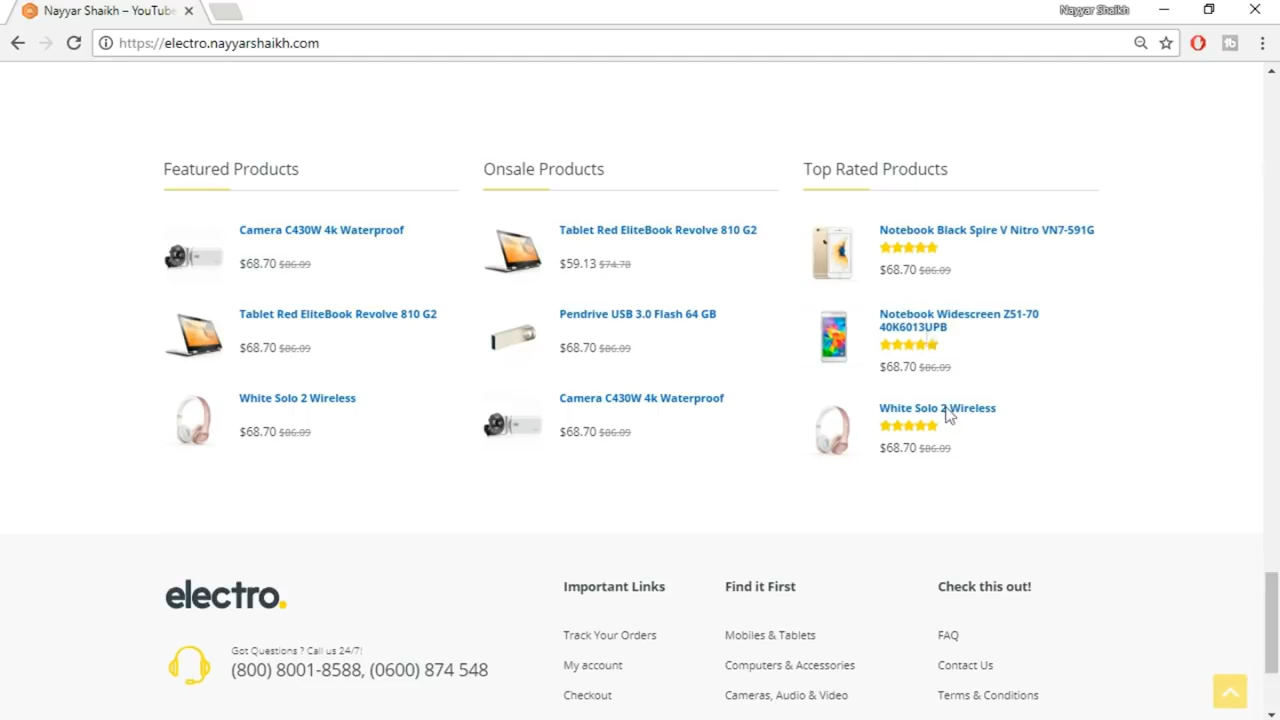 Nayyar Shaikh – YouTube
Nayyar Shaikh
https://electro.nayyarshaikh.com
Featured Products
Camera C430W 4k Waterproof
$68.70 $86.09
Tablet Red EliteBook Revolve 810 G2
$68.70 $86.09
White Solo 2 Wireless
$68.70 $86.09
Onsale Products
Tablet Red EliteBook Revolve 810 G2
$59.13 $74.78
Pendrive USB 3.0 Flash 64 GB
$68.70 $86.09
Camera C430W 4k Waterproof
$68.70 $86.09
Top Rated Products
Notebook Black Spire V Nitro VN7-591G
$68.70 $86.09
Notebook Widescreen Z51-70
40K6013UPB
$68.70 $86.09
White Solo 2 Wireless
$68.70 $86.09
electro.
Got Questions ? Call us 24/7!
(800) 8001-8588, (0600) 874 548
Important Links
Track Your Orders
My account
Checkout
Find it First
Mobiles & Tablets
Computers & Accessories
Cameras, Audio & Video
Check this out!
FAQ
Contact Us
Terms & Conditions